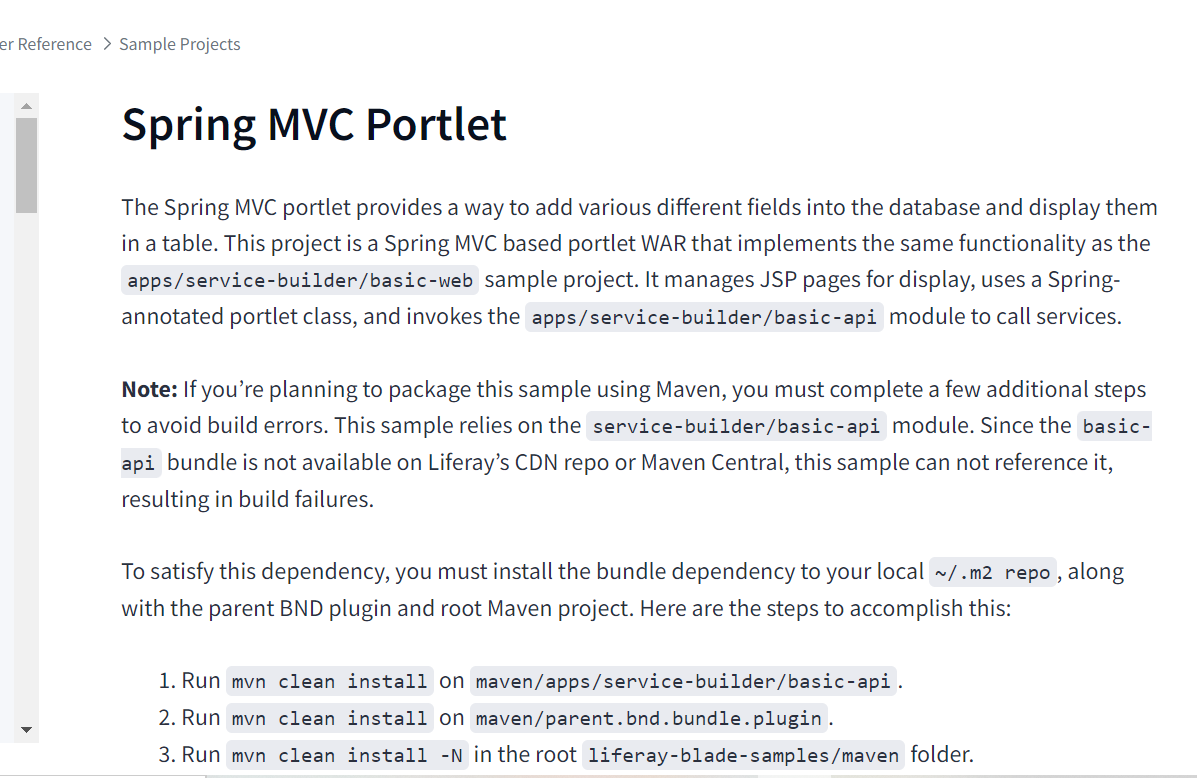 er Reference > Sample Projects
Spring MVC Portlet
The Spring MVC portlet provides a way to add various different fields into the database and display them
in a table. This project is a Spring MVC based portlet WAR that implements the same functionality as the
apps/service-builder/basic-web sample project. It manages JSP pages for display, uses a Spring-
annotated portlet class, and invokes the apps/service-builder/basic-api module to call services.
Note: If you’re planning to package this sample using Maven, you must complete a few additional steps
to avoid build errors. This sample relies on the service-builder/basic-api module. Since the basic-
api bundle is not available on Liferay’s CDN repo or Maven Central, this sample can not reference it,
resulting in build failures.
To satisfy this dependency, you must install the bundle dependency to your local ~/.m2 repo, along
with the parent BND plugin and root Maven project. Here are the steps to accomplish this:
1. Run mvn clean install on maven/apps/service-builder/basic-api.
2. Run mvn clean install on maven/parent.bnd.bundle.plugin.
3. Run mvn clean install -N in the root liferay-blade-samples/maven folder.